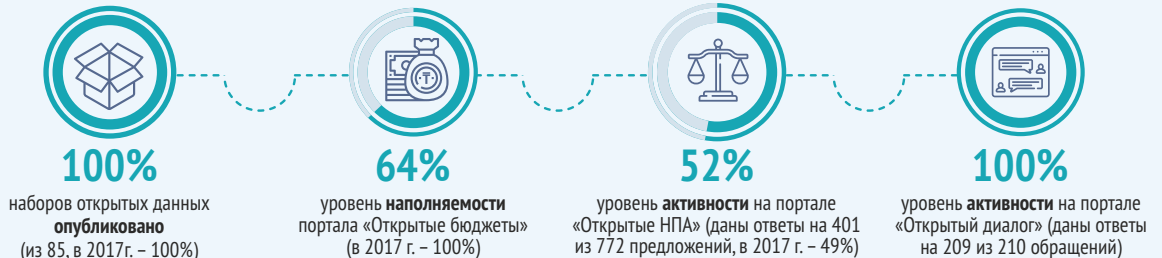 100%
наборов открытых данных
опубликовано
(из 85, в 2017г. – 100%)
64%
уровень наполняемости
портала «Открытые бюджеты»
(в 2017 г. – 100%)
52%
уровень активности на портале
«Открытые НПА» (даны ответы на 401
из 772 предложений, в 2017 г. – 49%)
100%
уровень активности на портале
«Открытый диалог» (даны ответы
на 209 из 210 обращений)